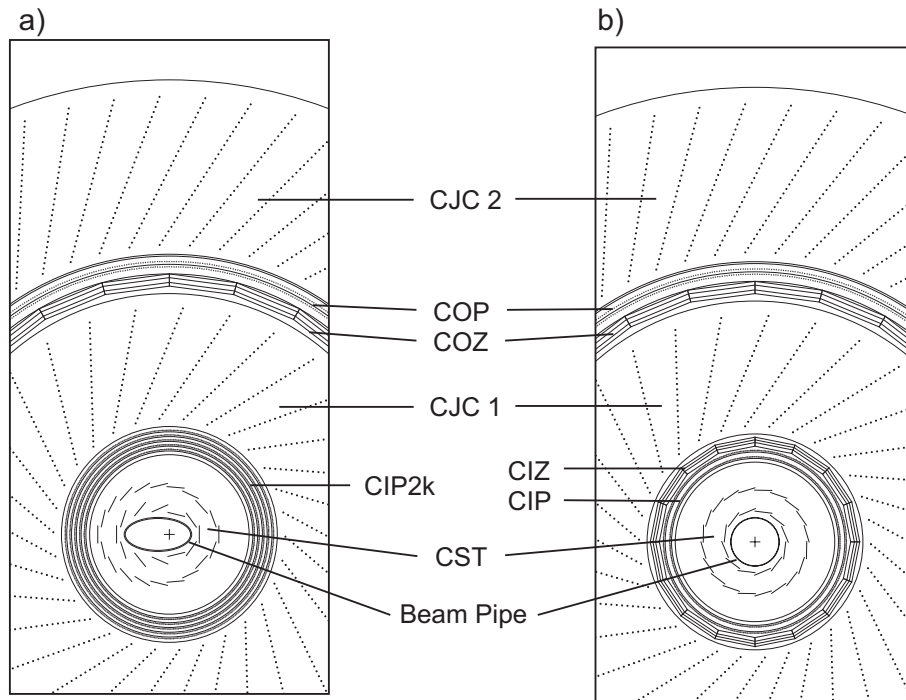 a)
b)
CJC 2
COP
COZ
CJC 1
CIZ
CIP2k
CIP
CST
Beam Pipe